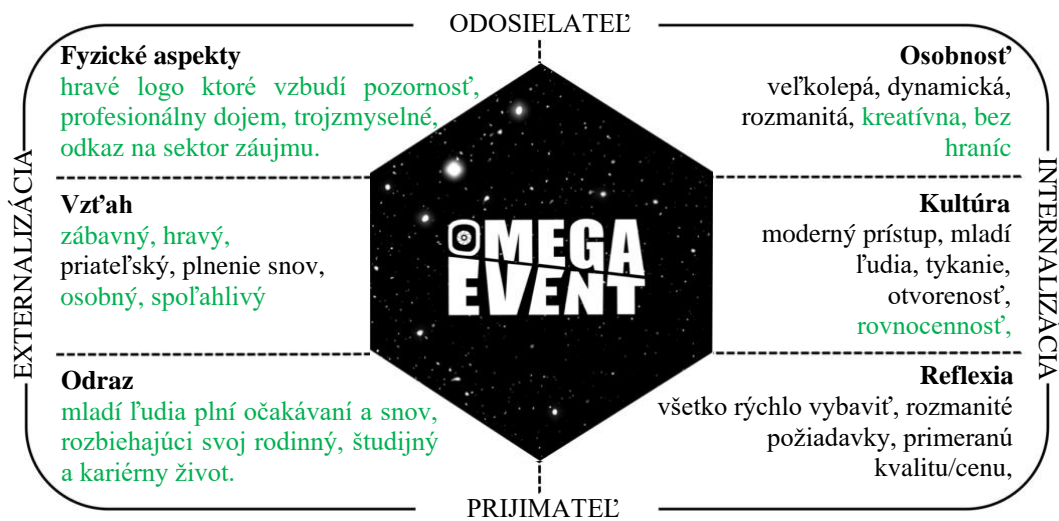 ODOSIELATEĽ
Fyzické aspekty
hravé logo ktoré vzbudí pozornosť,
profesionálny dojem, trojzmyselné,
odkaz na sektor záujmu.
Osobnosť
veľkolepá, dynamická,
rozmanitá, kreatívna, bez
hraníc
EXTERNALIZÁCIA
Vzťah
zábavný, hravý,
priateľský, plnenie snov,
osobný, spoľahlivý
OMEGA
EVENT
Kultúra
moderný prístup, mladí
ľudia, tykanie,
otvorenosť,
rovnocennosť,
INTERNALIZÁCIA
Odraz
mladí ľudia plní očakávaní a snov,
rozbiehajúci svoj rodinný, študijný
a kariérny život.
Reflexia
všetko rýchlo vybaviť, rozmanité
požiadavky, primeranú
kvalitu/cenu,
PRIJIMATEĽ